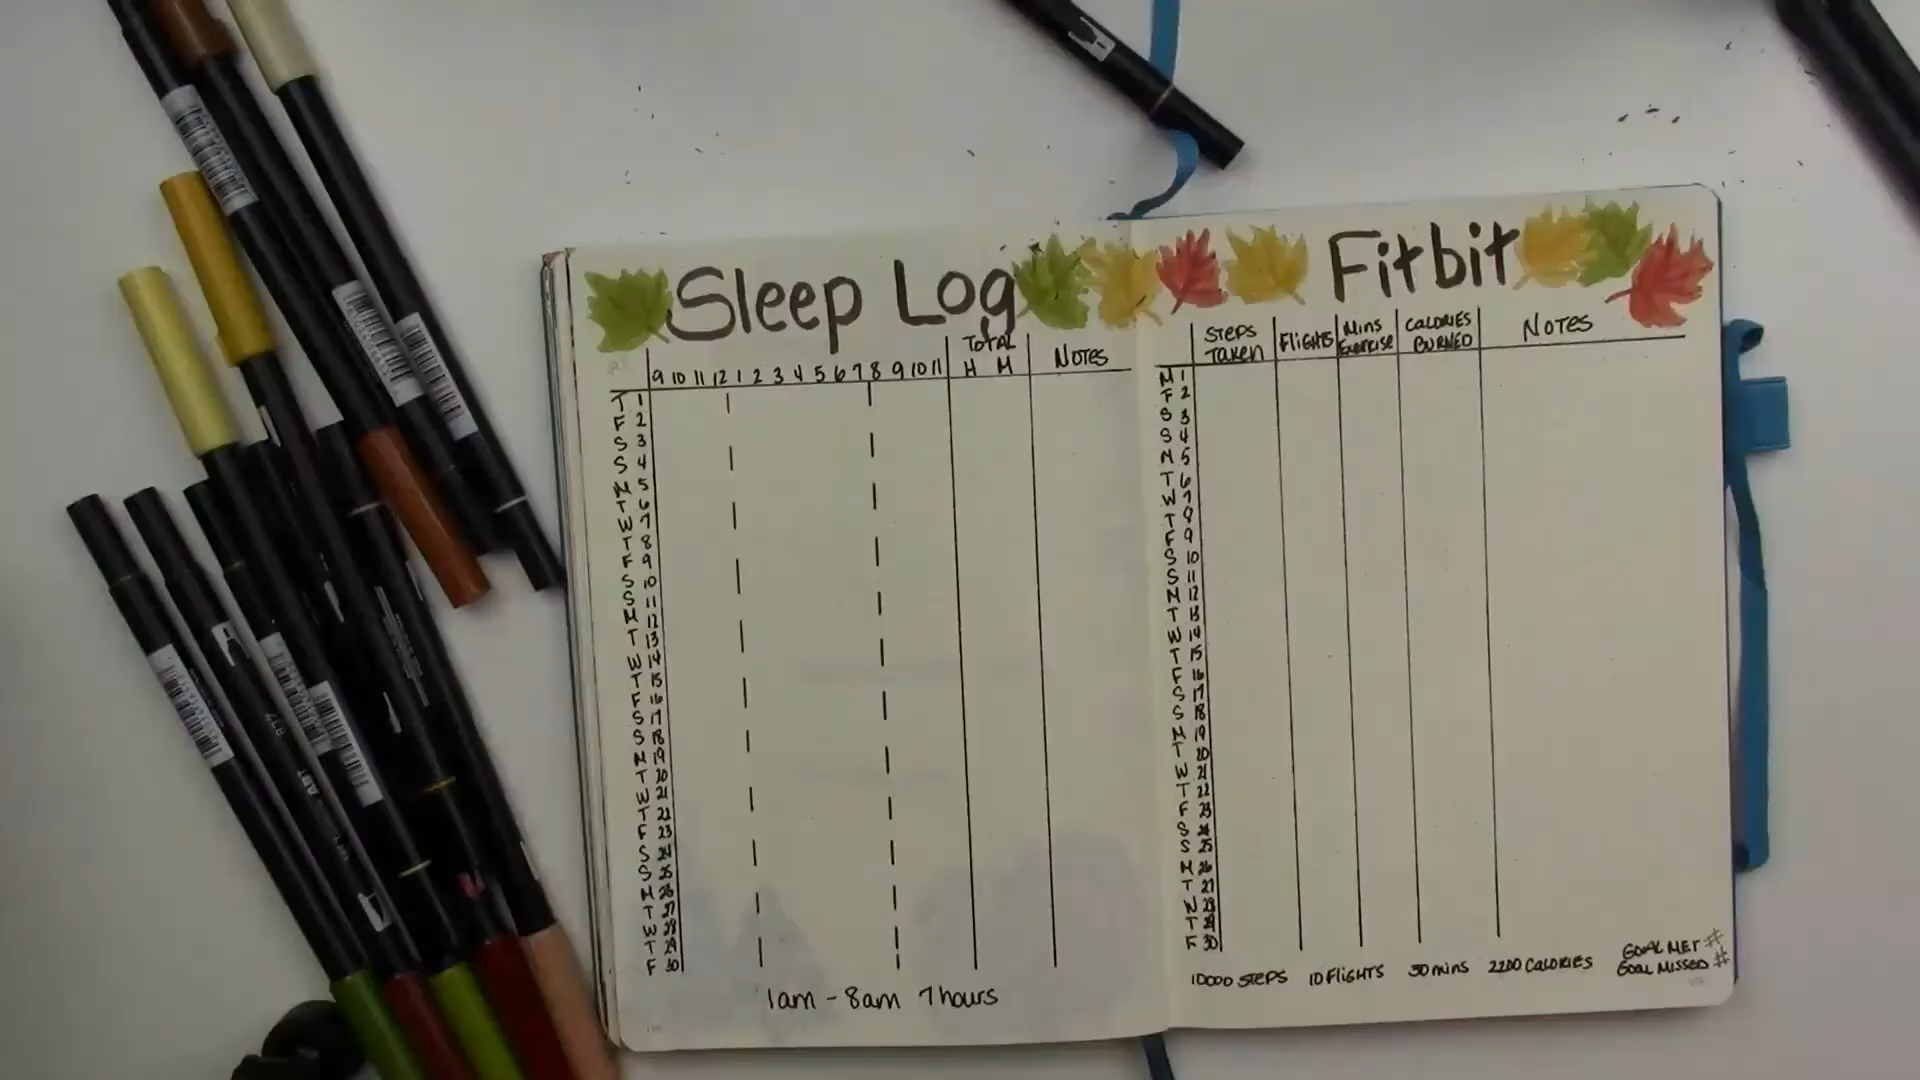 Sleep Log
TOTAL
9 10 11 12 1 2 3 4 5 6 7 8 9 10 11 H M NOTES
T 1
F 2
S 3
S 4
M 5
T 6
W 7
T 8
F 9
S 10
S 11
M 12
T 13
W 14
T 15
F 16
S 17
S 18
M 19
T 20
W 21
T 22
F 23
S 24
S 25
M 26
T 27
W 28
T 29
F 30
1am - 8am 7 hours
Fitbit
STEPS TAKEN
FLIGHTS
MINS EXERCISE
CALORIES BURNED
NOTES
M 1
F 2
S 3
S 4
M 5
T 6
W 7
T 8
F 9
S 10
S 11
M 12
T 13
W 14
T 15
F 16
S 17
S 18
M 19
T 20
W 21
T 22
F 23
S 24
S 25
M 26
T 27
W 28
T 29
F 30
10000 STEPS 10 FLIGHTS 30 MINS 2200 CALORIES
GOAL MET #
GOAL MISSED #